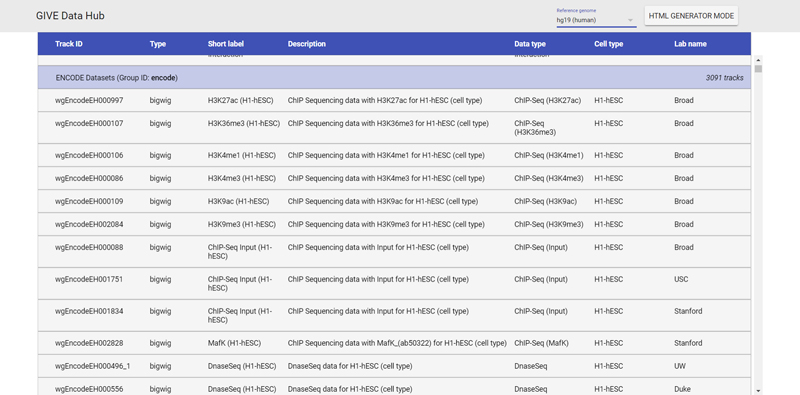 GIVE Data Hub
Reference genome
hg19 (human)
HTML GENERATOR MODE
Track ID Type Short label Description Data type Cell type Lab name
Interaction Interaction
ENCODE Datasets (Group ID: encode) 3091 tracks
wgEncodeEH000997 bigwig H3K27ac (H1-hESC) ChIP Sequencing data with H3K27ac for H1-hESC (cell type) ChIP-Seq (H3K27ac) H1-hESC Broad
wgEncodeEH000107 bigwig H3K36me3 (H1-hESC) ChIP Sequencing data with H3K36me3 for H1-hESC (cell type) ChIP-Seq H1-hESC Broad
(H3K36me3)
wgEncodeEH000106 bigwig H3K4me1 (H1-hESC) ChIP Sequencing data with H3K4me1 for H1-hESC (cell type) ChIP-Seq (H3K4me1) H1-hESC Broad
wgEncodeEH000086 bigwig H3K4me3 (H1-hESC) ChIP Sequencing data with H3K4me3 for H1-hESC (cell type) ChIP-Seq (H3K4me3) H1-hESC Broad
wgEncodeEH000109 bigwig H3K9ac (H1-hESC) ChIP Sequencing data with H3K9ac for H1-hESC (cell type) ChIP-Seq (H3K9ac) H1-hESC Broad
wgEncodeEH002084 bigwig H3K9me3 (H1-hESC) ChIP Sequencing data with H3K9me3 for H1-hESC (cell type) ChIP-Seq (H3K9me3) H1-hESC Broad
wgEncodeEH000088 bigwig ChIP-Seq Input (H1- ChIP Sequencing data with Input for H1-hESC (cell type) ChIP-Seq (Input) H1-hESC Broad
hESC)
wgEncodeEH001751 bigwig ChIP-Seq Input (H1- ChIP Sequencing data with Input for H1-hESC (cell type) ChIP-Seq (Input) H1-hESC USC
hESC)
wgEncodeEH001834 bigwig ChIP-Seq Input (H1- ChIP Sequencing data with Input for H1-hESC (cell type) ChIP-Seq (Input) H1-hESC Stanford
hESC)
wgEncodeEH002828 bigwig MafK (H1-hESC) ChIP Sequencing data with MafK_(ab50322) for H1-hESC (cell type) ChIP-Seq (MafK) H1-hESC Stanford
wgEncodeEH000496_1 bigwig DnaseSeq (H1-hESC) DnaseSeq data for H1-hESC (cell type) DnaseSeq H1-hESC UW
wgEncodeEH000556 bigwig DnaseSeq (H1-hESC) DnaseSeq data for H1-hESC (cell type) DnaseSeq H1-hESC Duke